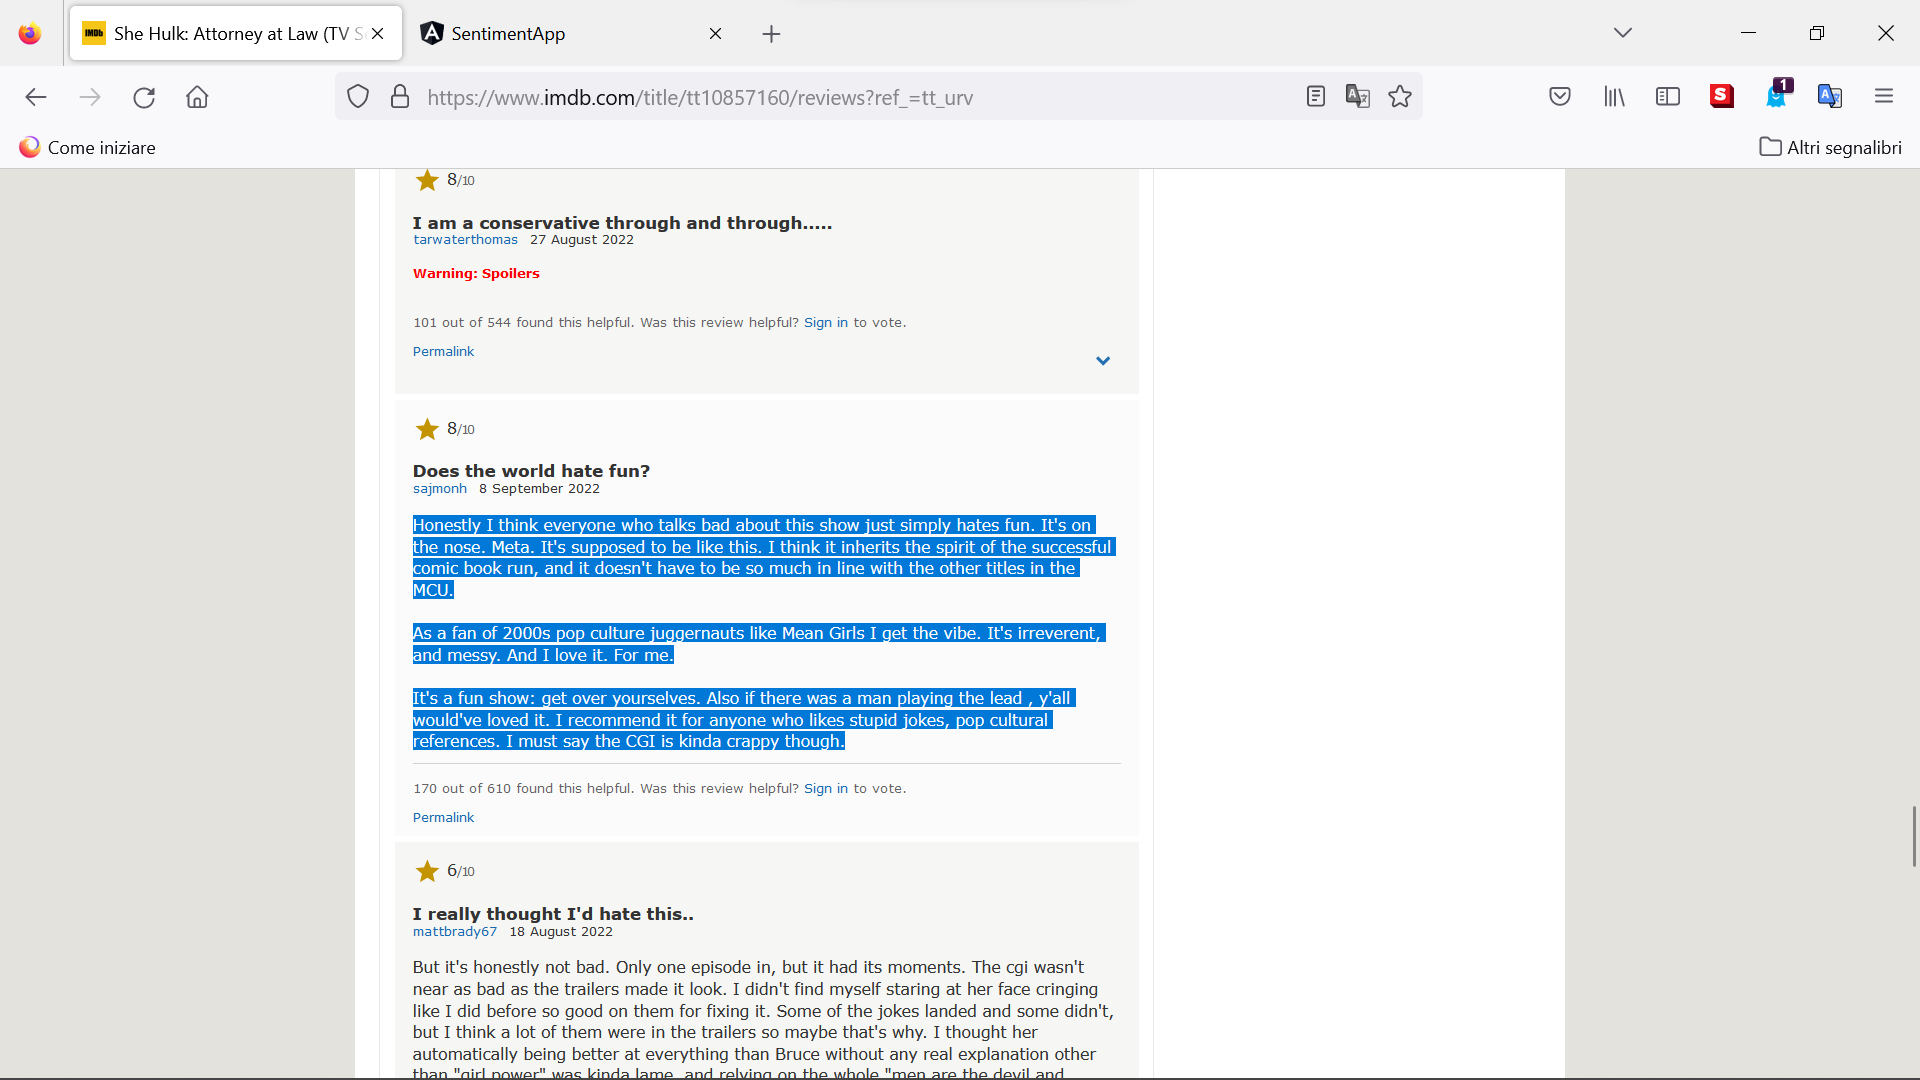 She Hulk: Attorney at Law (TV S
SentimentApp
https://www.imdb.com/title/tt10857160/reviews?ref_=tt_urv
1
Come iniziare
Altri segnalibri
8/10
I am a conservative through and through.....
tarwaterthomas 27 August 2022
Warning: Spoilers
101 out of 544 found this helpful. Was this review helpful? Sign in to vote.
Permalink
8/10
Does the world hate fun?
sajmonh 8 September 2022
Honestly I think everyone who talks bad about this show just simply hates fun. It's on
the nose. Meta. It's supposed to be like this. I think it inherits the spirit of the successful
comic book run, and it doesn't have to be so much in line with the other titles in the
MCU.
As a fan of 2000s pop culture juggernauts like Mean Girls I get the vibe. It's irreverent,
and messy. And I love it. For me.
It's a fun show: get over yourselves. Also if there was a man playing the lead , y'all
would've loved it. I recommend it for anyone who likes stupid jokes, pop cultural
references. I must say the CGI is kinda crappy though.
170 out of 610 found this helpful. Was this review helpful? Sign in to vote.
Permalink
6/10
I really thought I'd hate this..
mattbrady67 18 August 2022
But it's honestly not bad. Only one episode in, but it had its moments. The cgi wasn't
near as bad as the trailers made it look. I didn't find myself staring at her face cringing
like I did before so good on them for fixing it. Some of the jokes landed and some didn't,
but I think a lot of them were in the trailers so maybe that's why. I thought her
automatically being better at everything than Bruce without any real explanation other
than "girl power" was kinda lame, and relying on the whole "men are the devil and